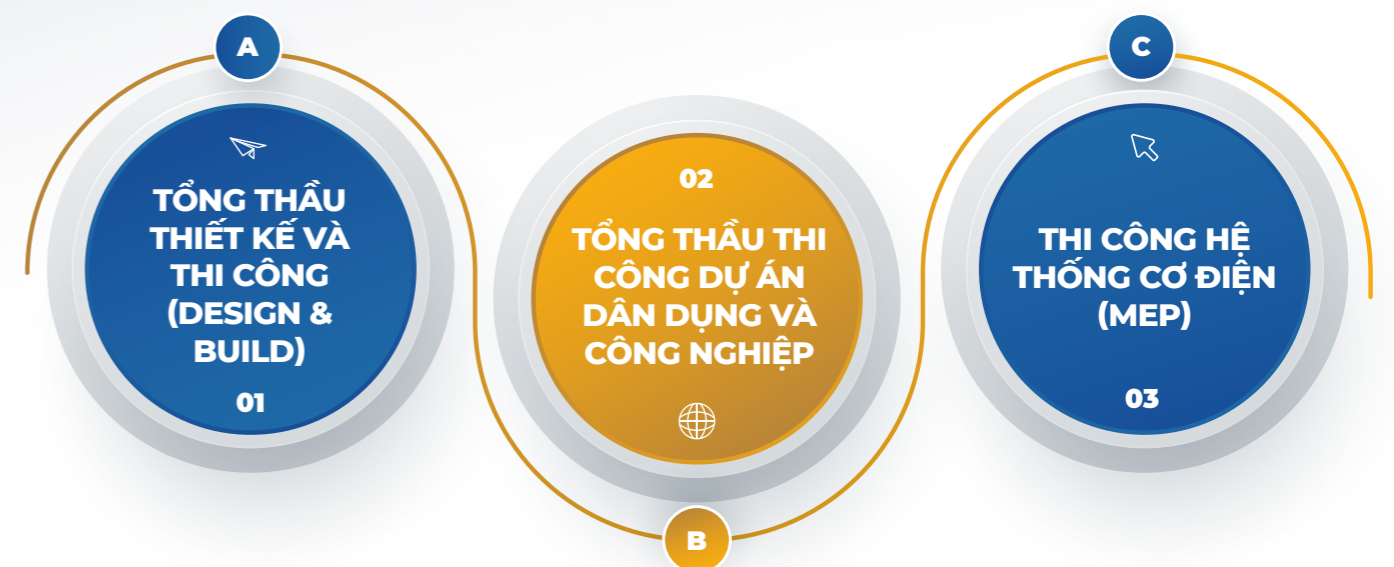 A
TỔNG THẦU
THIẾT KẾ VÀ
THI CÔNG
(DESIGN &
BUILD)
01
02
TỔNG THẦU THI
CÔNG DỰ ÁN
DÂN DỤNG VÀ
CÔNG NGHIỆP
B
C
THI CÔNG HỆ
THỐNG CƠ ĐIỆN
(MEP)
03